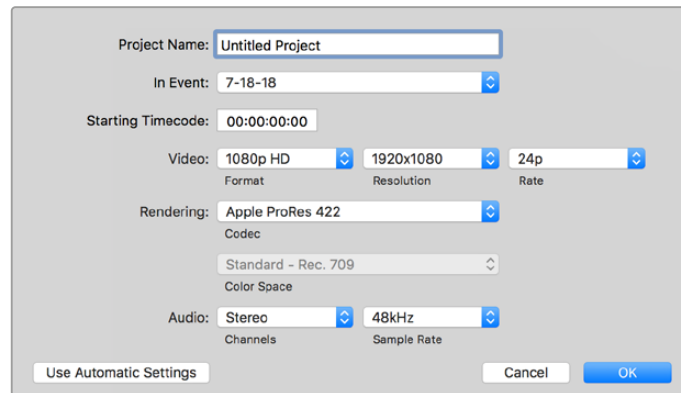 Project Name: Untitled Project
In Event: 7-18-18
Starting Timecode: 00:00:00:00
Video: 1080p HD 1920x1080 24p
Format Resolution Rate
Rendering: Apple ProRes 422
Codec
Standard - Rec. 709
Color Space
Audio: Stereo 48kHz
Channels Sample Rate
Use Automatic Settings Cancel OK